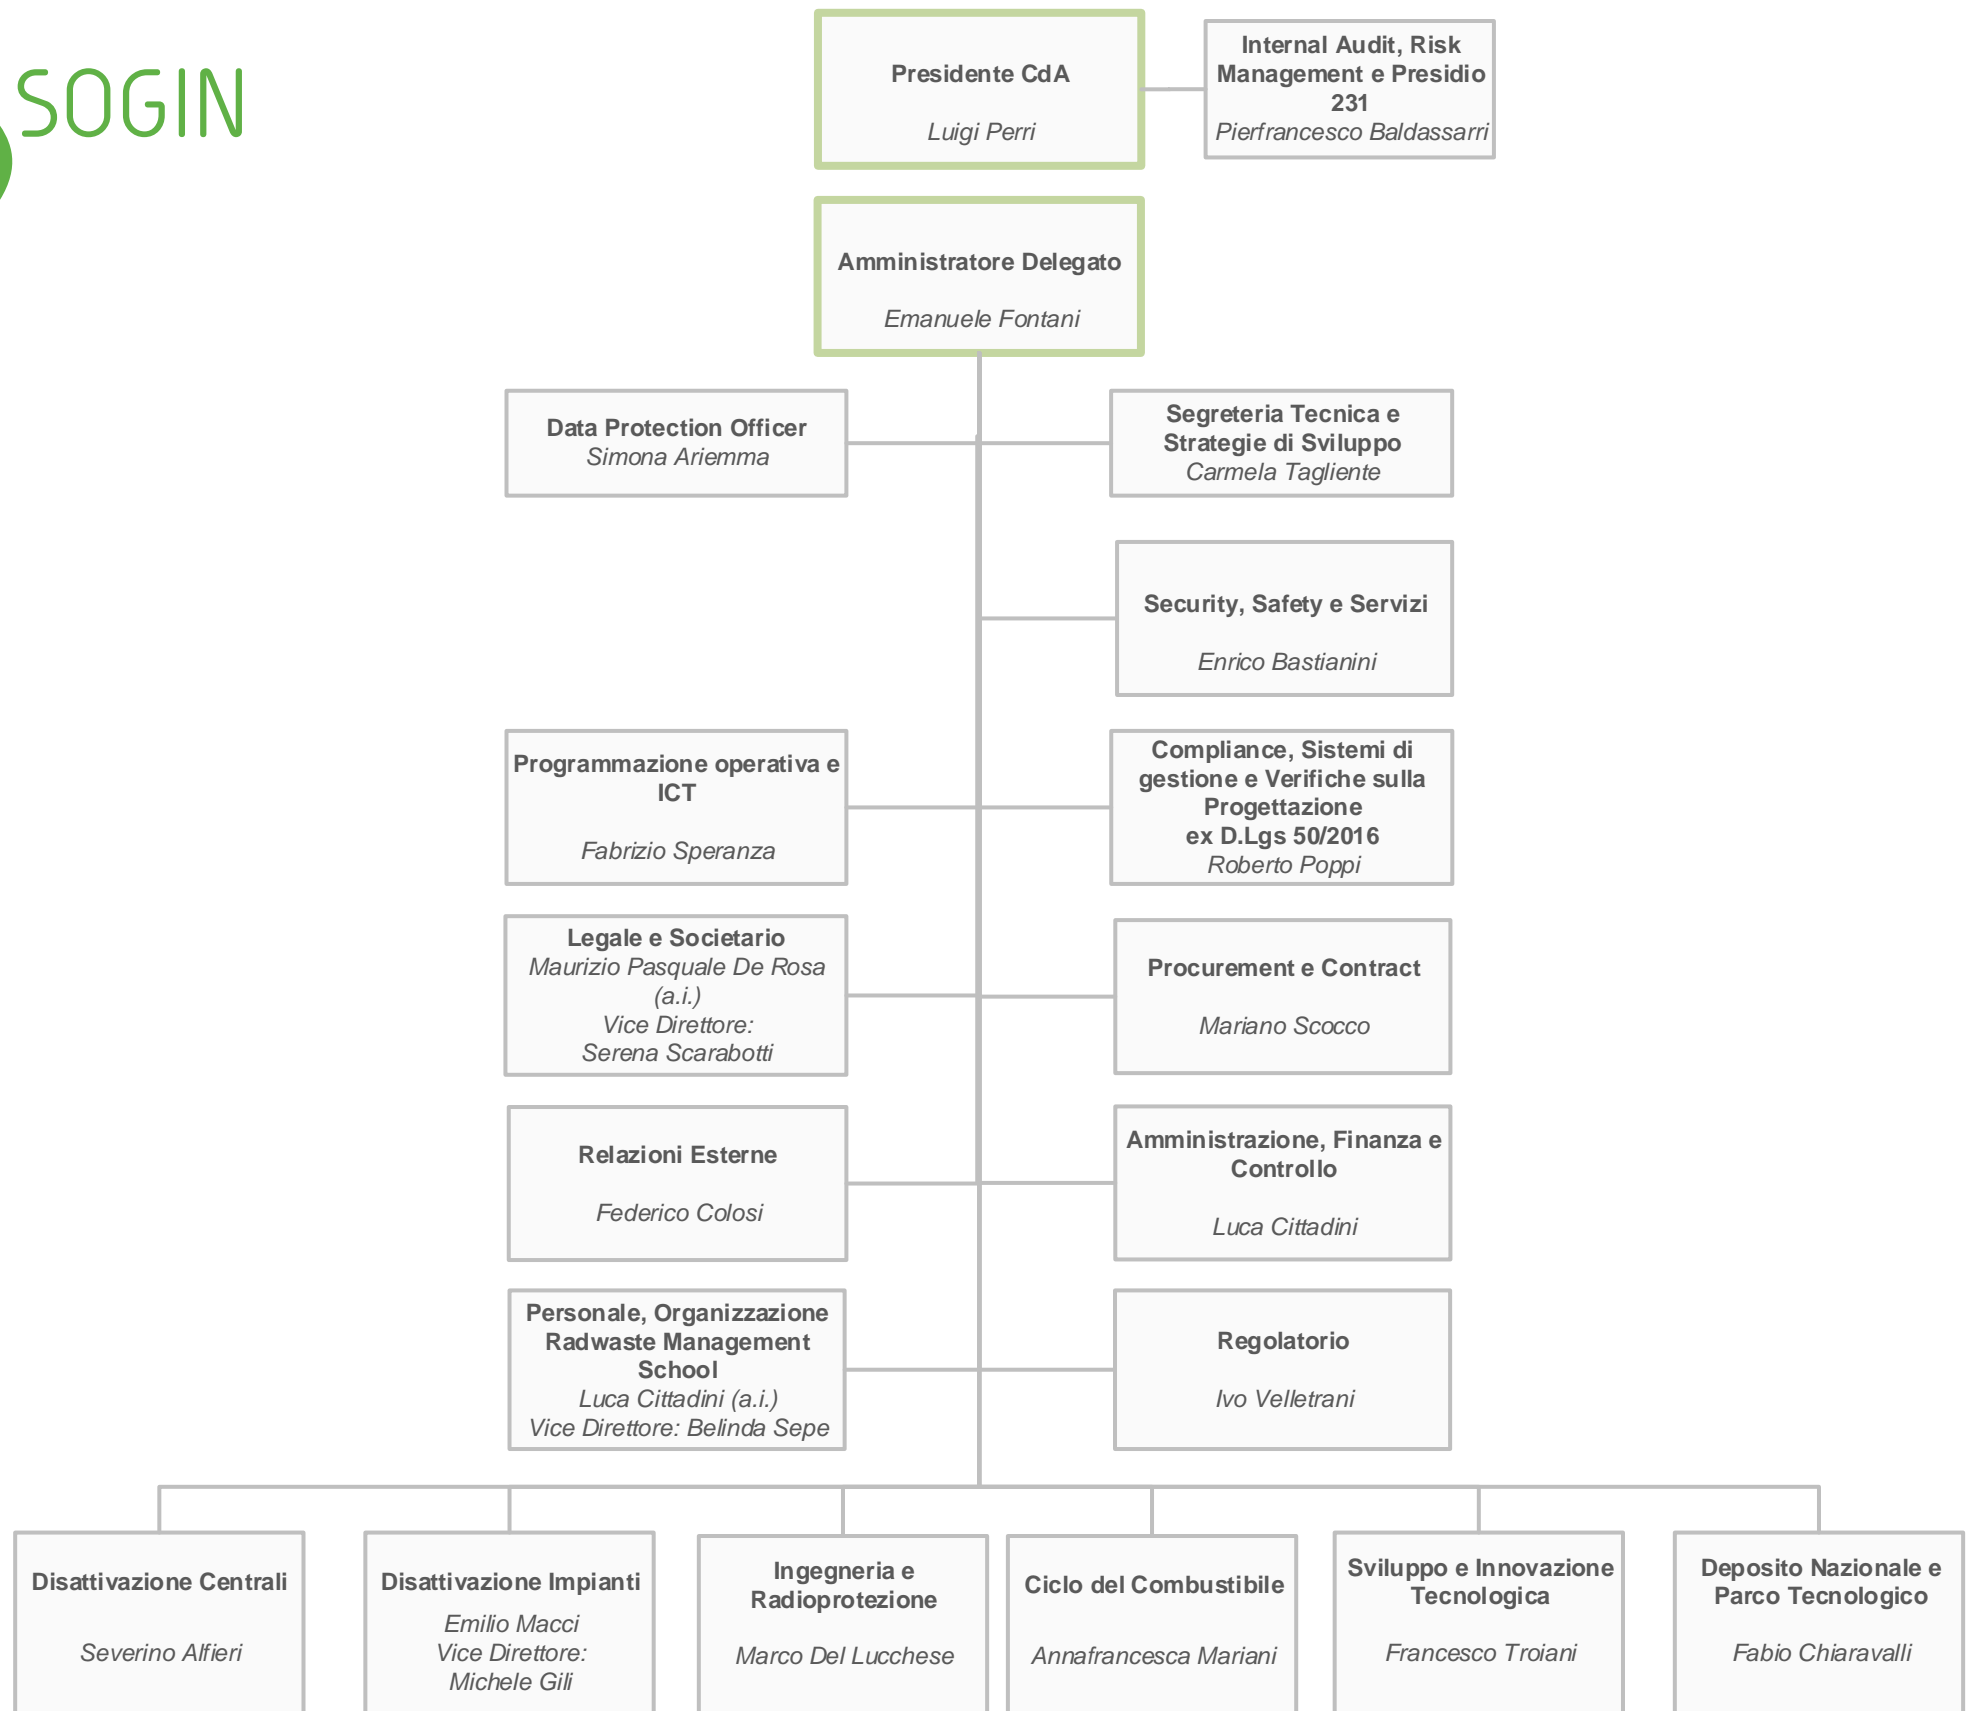 SOGIN
Presidente CdA
Luigi Perri
Internal Audit, Risk
Management e Presidio
231
Pierfrancesco Baldassarri
Amministratore Delegato
Emanuele Fontani
Data Protection Officer
Simona Ariemma
Segreteria Tecnica e
Strategie di Sviluppo
Carmela Tagliente
Security, Safety e Servizi
Enrico Bastianini
Programmazione operativa e
ICT
Fabrizio Speranza
Compliance, Sistemi di
gestione e Verifiche sulla
Progettazione
ex D.Lgs 50/2016
Roberto Poppi
Legale e Societario
Maurizio Pasquale De Rosa
(a.i.)
Vice Direttore:
Serena Scarabotti
Procurement e Contract
Mariano Scocco
Relazioni Esterne
Federico Colosi
Amministrazione, Finanza e
Controllo
Luca Cittadini
Personale, Organizzazione
Radwaste Management
School
Luca Cittadini (a.i.)
Vice Direttore: Belinda Sepe
Regolatorio
Ivo Velletrani
Disattivazione Centrali
Severino Alfieri
Disattivazione Impianti
Emilio Macci
Vice Direttore:
Michele Gili
Ingegneria e
Radioprotezione
Marco Del Lucchese
Ciclo del Combustibile
Annafrancesca Mariani
Sviluppo e Innovazione
Tecnologica
Francesco Troiani
Deposito Nazionale e
Parco Tecnologico
Fabio Chiaravalli